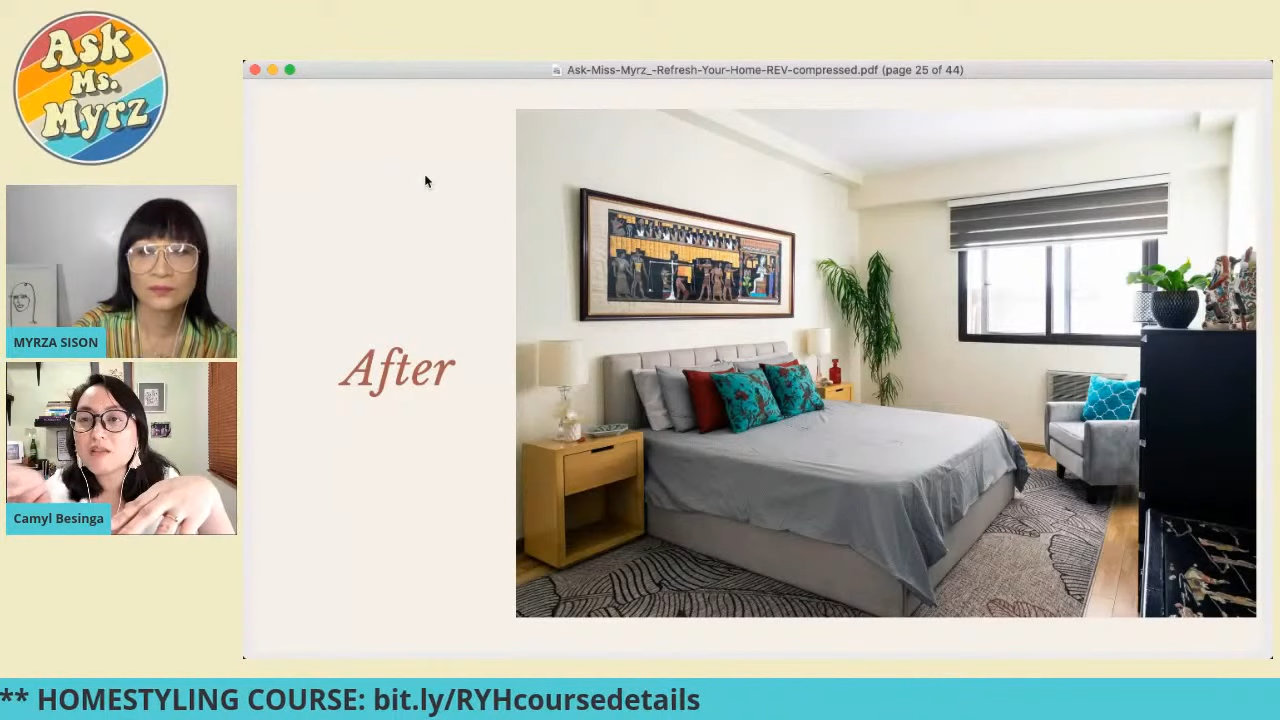 Ask
Ms.
Myrz
Ask-Miss-Myrz_-Refresh-Your-Home-REV-compressed.pdf (page 25 of 44)
MYRZA SISON
After
Camyl Besinga
** HOMESTYLING COURSE: bit.ly/RYHcoursedetails